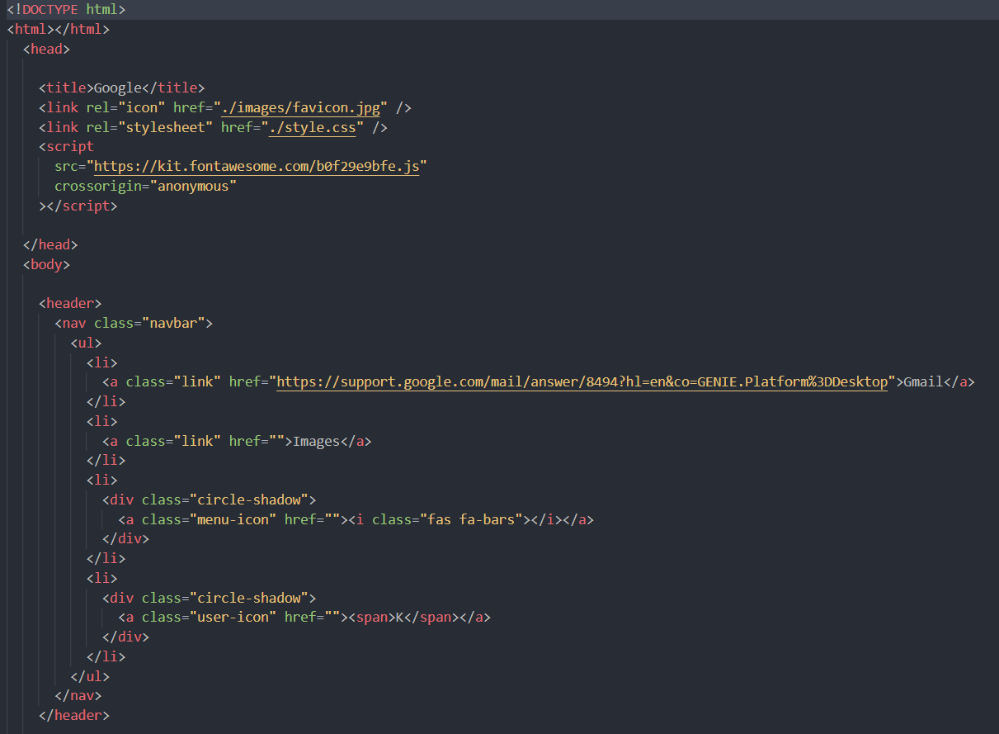 <!DOCTYPE html>
<html></html>
<head>
<title>Google</title>
<link rel="icon" href="./images/favicon.jpg" />
<link rel="stylesheet" href="./style.css" />
<script
src="https://kit.fontawesome.com/b0f29e9bfe.js"
crossorigin="anonymous"
></script>
</head>
<body>
<header>
<nav class="navbar">
<ul>
<li>
<a class="link" href="https://support.google.com/mail/answer/8494?hl=en&co=GENIE.Platform%3DDesktop">Gmail</a>
</li>
<li>
<a class="link" href="">Images</a>
</li>
<li>
<div class="circle-shadow">
<a class="menu-icon" href=""><i class="fas fa-bars"></i></a>
</div>
</li>
<li>
<div class="circle-shadow">
<a class="user-icon" href=""><span>K</span></a>
</div>
</li>
</ul>
</nav>
</header>